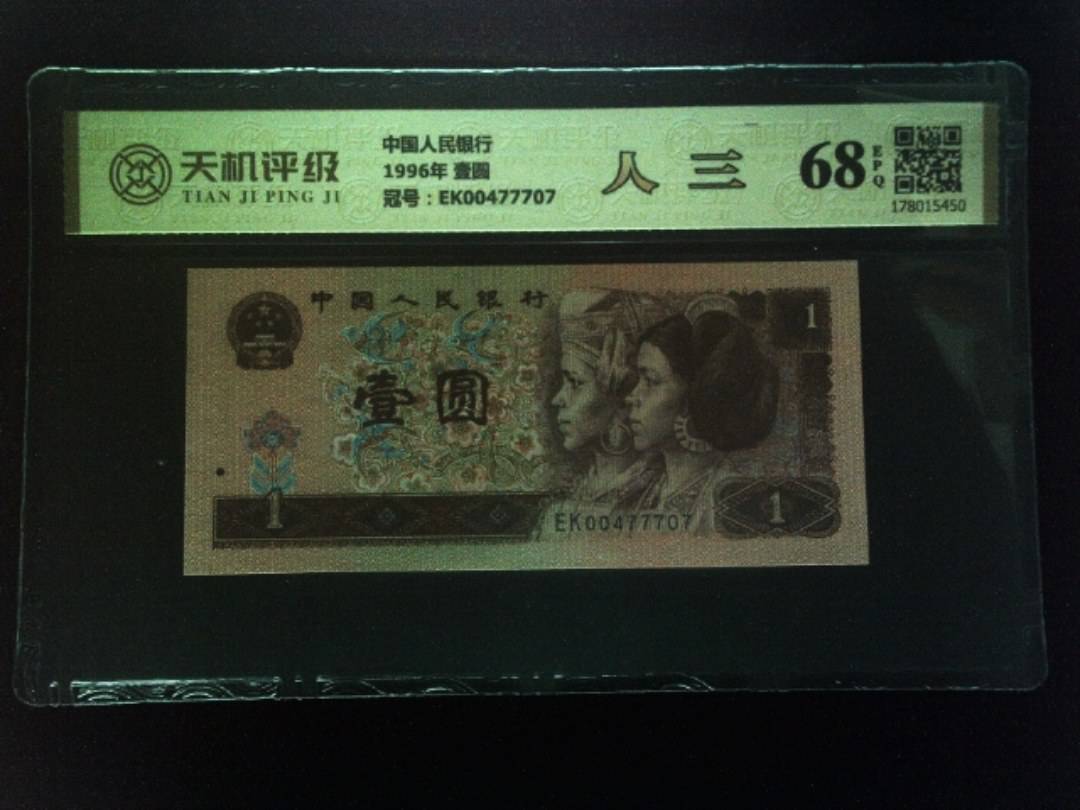 天机评级
TIAN JI PING JI
中国人民银行
1996年 壹圆
冠号：EK00477707
人 三
68
EPQ
178015450
中国人民银行
1
壹圆
1
EK00477707
1